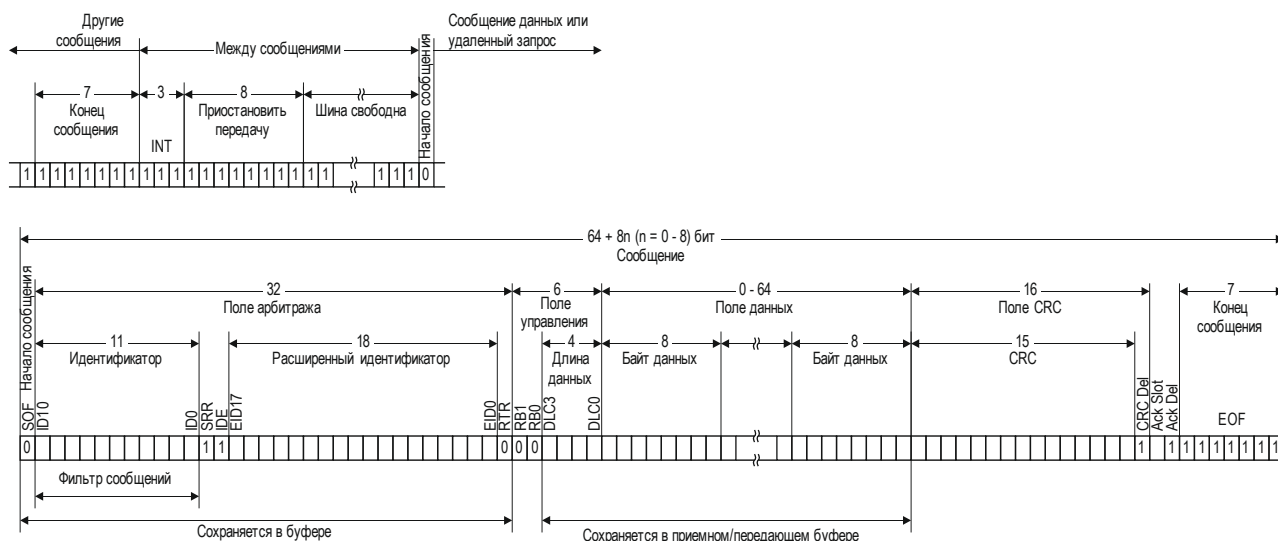 Другие
сообщения
Между сообщениями
Начало сообщения
Сообщение данных или
удаленный запрос
7
Конец
сообщения
3
INT
8
Приостановить
передачу
Шина свободна
1 1 1 1 1 1 1 1 1 1 1 1 1 1 1 1 1 1 1 1 1 1 1 1 0
64 + 8n (n = 0 - 8) бит
Сообщение
Начало сообщения
32
Поле арбитража
6
Поле
управления
0 - 64
Поле данных
16
Поле CRC
7
Конец
сообщения
11
Идентификатор
18
Расширенный идентификатор
4
Длина
данных
8
Байт данных
8
Байт данных
15
CRC
SOF
ID10
ID0
SRR
IDE
EID17
EID0
RTR
RB1
RB0
DLC3
DLC0
CRC Del
Ack Slot
Ack Del
EOF
0 1 1 0 0 0 1 1 1 1 1 1 1 1 1
Фильтр сообщений
Сохраняется в буфере
Сохраняется в приемном/передающем буфере